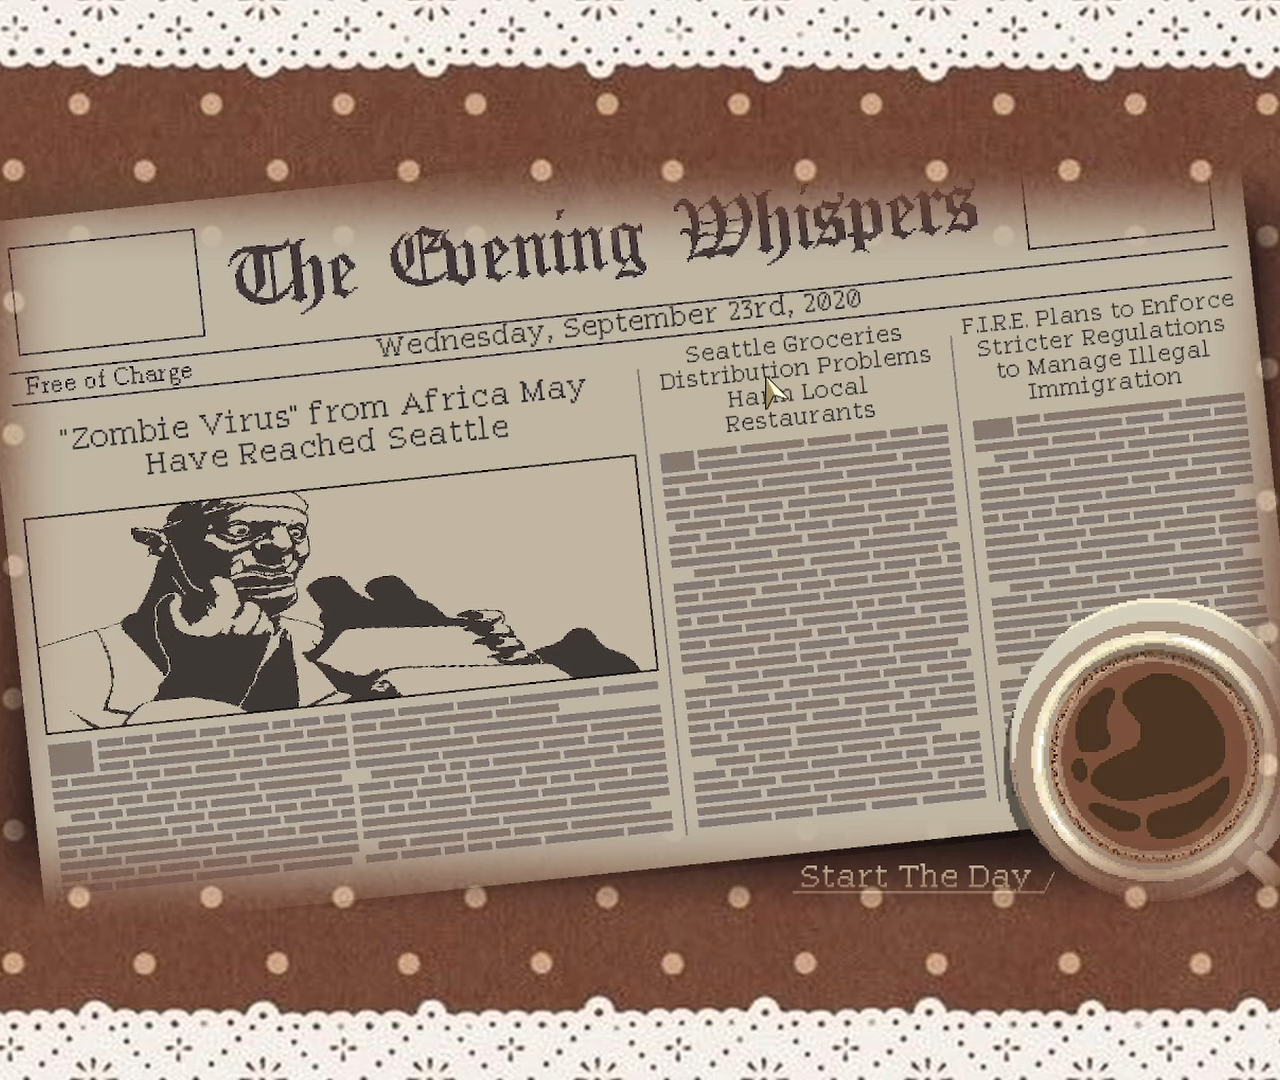 The Evening Whispers
Wednesday, September 23rd, 2020
Free of Charge
"Zombie Virus" from Africa May
Have Reached Seattle
Seattle Groceries
Distribution Problems
Harm Local
Restaurants
F.I.R.E. Plans to Enforce
Stricter Regulations
to Manage Illegal
Immigration
Start The Day